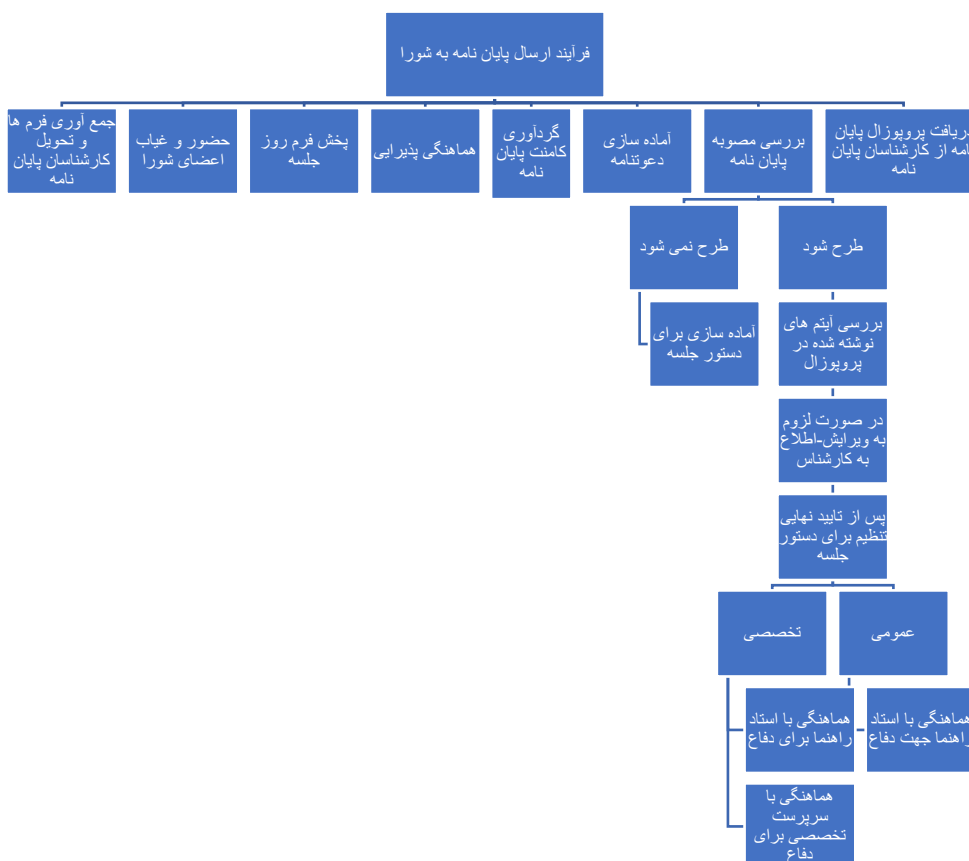 فرآیند ارسال پایان نامه به شورا
دریافت پروپوزال پایان
نامه از کارشناسان پایان
نامه
بررسی مصوبه
پایان نامه
آماده سازی
دعوتنامه
گردآوری
کامنت پایان
نامه
هماهنگی پذیرایی
پخش فرم روز
جلسه
حضور و غیاب
اعضای شورا
جمع آوری فرم ها
و تحویل
کارشناسان پایان
نامه
طرح شود
طرح نمی شود
بررسی آیتم های
نوشته شده در
پروپوزال
آماده سازی برای
دستور جلسه
در صورت لزوم
به ویرایش-اطلاع
به کارشناس
پس از تایید نهایی
تنظیم برای دستور
جلسه
عمومی
تخصصی
هماهنگی با استاد
راهنما جهت دفاع
هماهنگی با استاد
راهنما برای دفاع
هماهنگی با
سرپرست
تخصصی برای
دفاع